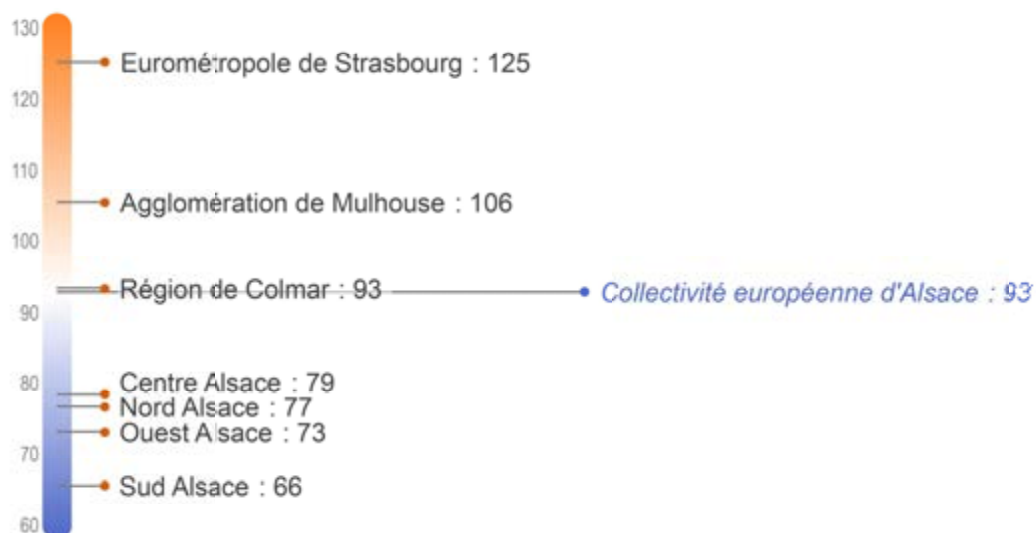 130
Eurométropole de Strasbourg : 125
120
110
Agglomération de Mulhouse : 106
100
Région de Colmar : 93
Collectivité européenne d'Alsace : 93
90
80
Centre Alsace : 79
Nord Alsace : 77
Ouest Alsace : 73
70
Sud Alsace : 66
60